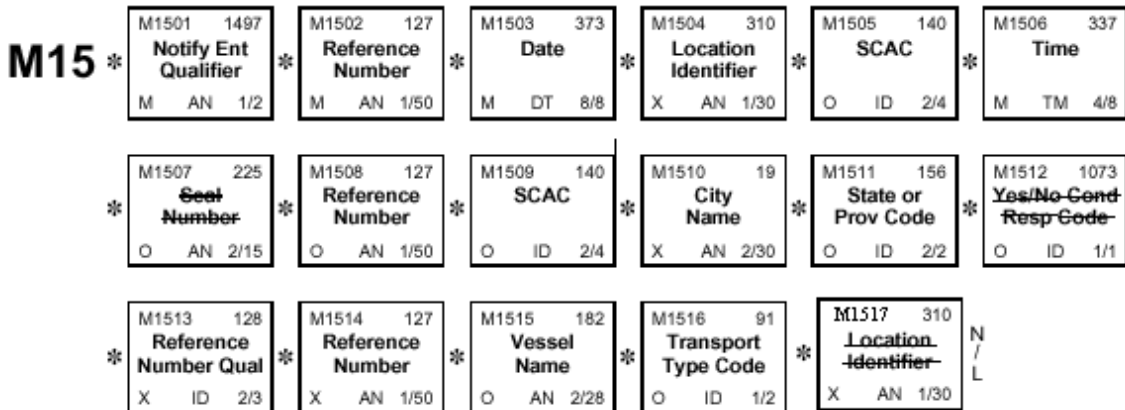 M15 * M1501 1497 * M1502 127 * M1503 373 * M1504 310 * M1505 140 * M1506 337
Notify Ent Reference Date Location SCAC Time
Qualifier Number Identifier
M AN 1/2 M AN 1/50 M DT 8/8 X AN 1/30 O ID 2/4 M TM 4/8
* M1507 225 * M1508 127 * M1509 140 * M1510 19 * M1511 156 * M1512 1073
Seal Reference SCAC City State or Yes/No Cond
Number Number Name Prov Code Resp Code
O AN 2/15 O AN 1/50 O ID 2/4 X AN 2/30 O ID 2/2 O ID 1/1
* M1513 128 * M1514 127 * M1515 182 * M1516 91 * M1517 310 N/L
Reference Reference Vessel Transport Location
Number Qual Number Name Type Code Identifier
X ID 2/3 X AN 1/50 O AN 2/28 O ID 1/2 X AN 1/30